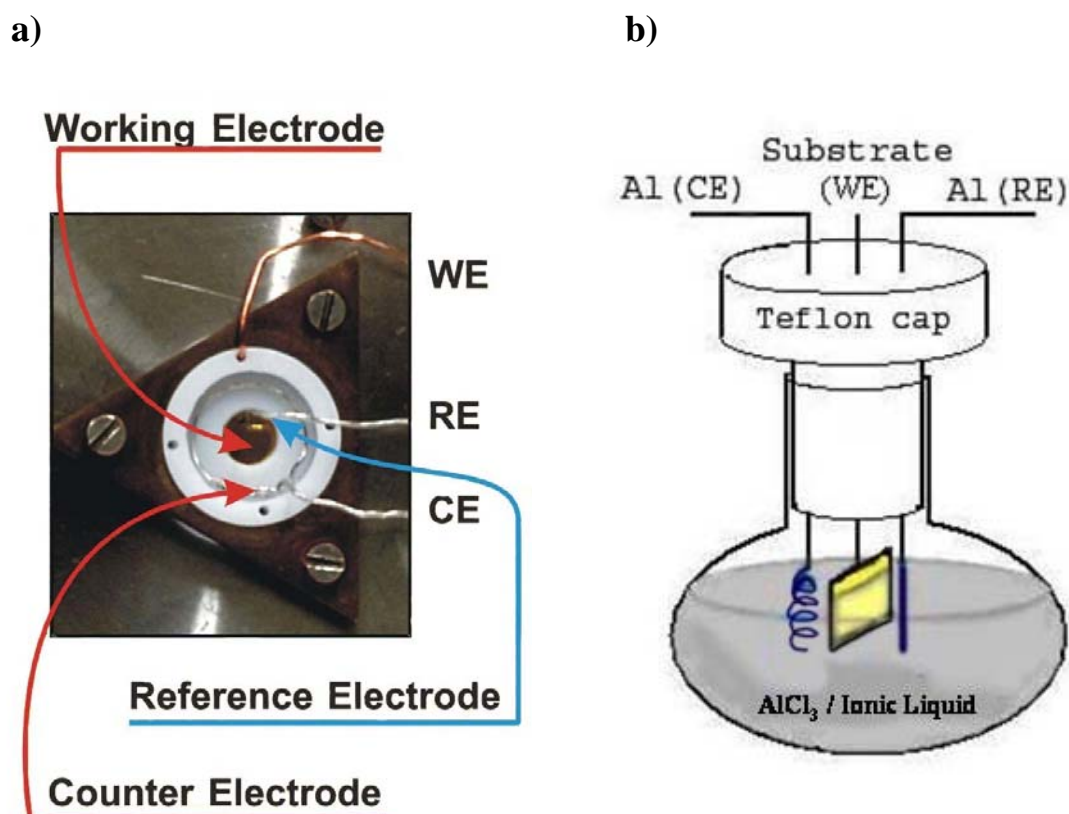 a)
Working Electrode
WE
RE
CE
Reference Electrode
Counter Electrode
b)
Substrate
Al (CE) (WE) Al (RE)
Teflon cap
AlCl₃ / Ionic Liquid